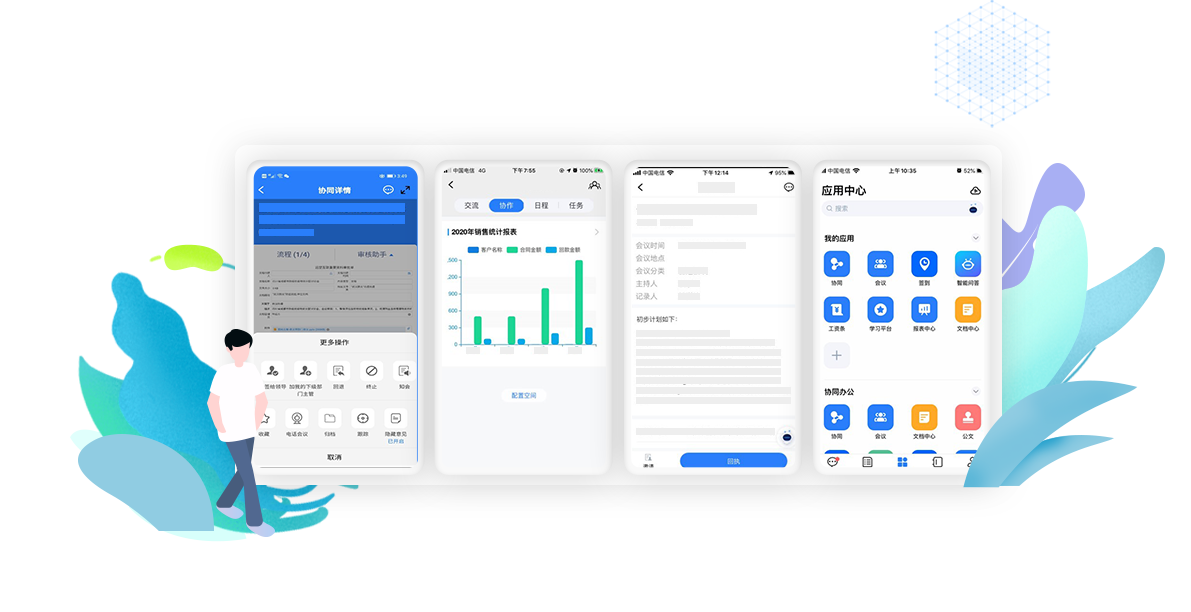 3:49
协同详情
流程 (1/4)
审核助手
更多操作
签给领导
加我的下级部门主管
回退
终止
知会
收藏
电话会议
归档
跟踪
隐藏意见
已开启
取消
中国电信 4G
下午7:55
100%
交流
协作
日程
任务
2020年销售统计报表
客户名称
合同金额
回款金额
,500
,200
900
600
300
0
配置空间
中国电信
下午12:14
95%
会议时间
会议地点
会议分类
主持人
记录人
初步计划如下:
回执
中国电信
上午10:35
52%
应用中心
搜索
我的应用
协同
会议
签到
智能问答
工资条
学习平台
报表中心
文档中心
协同办公
协同
会议
文档中心
公文